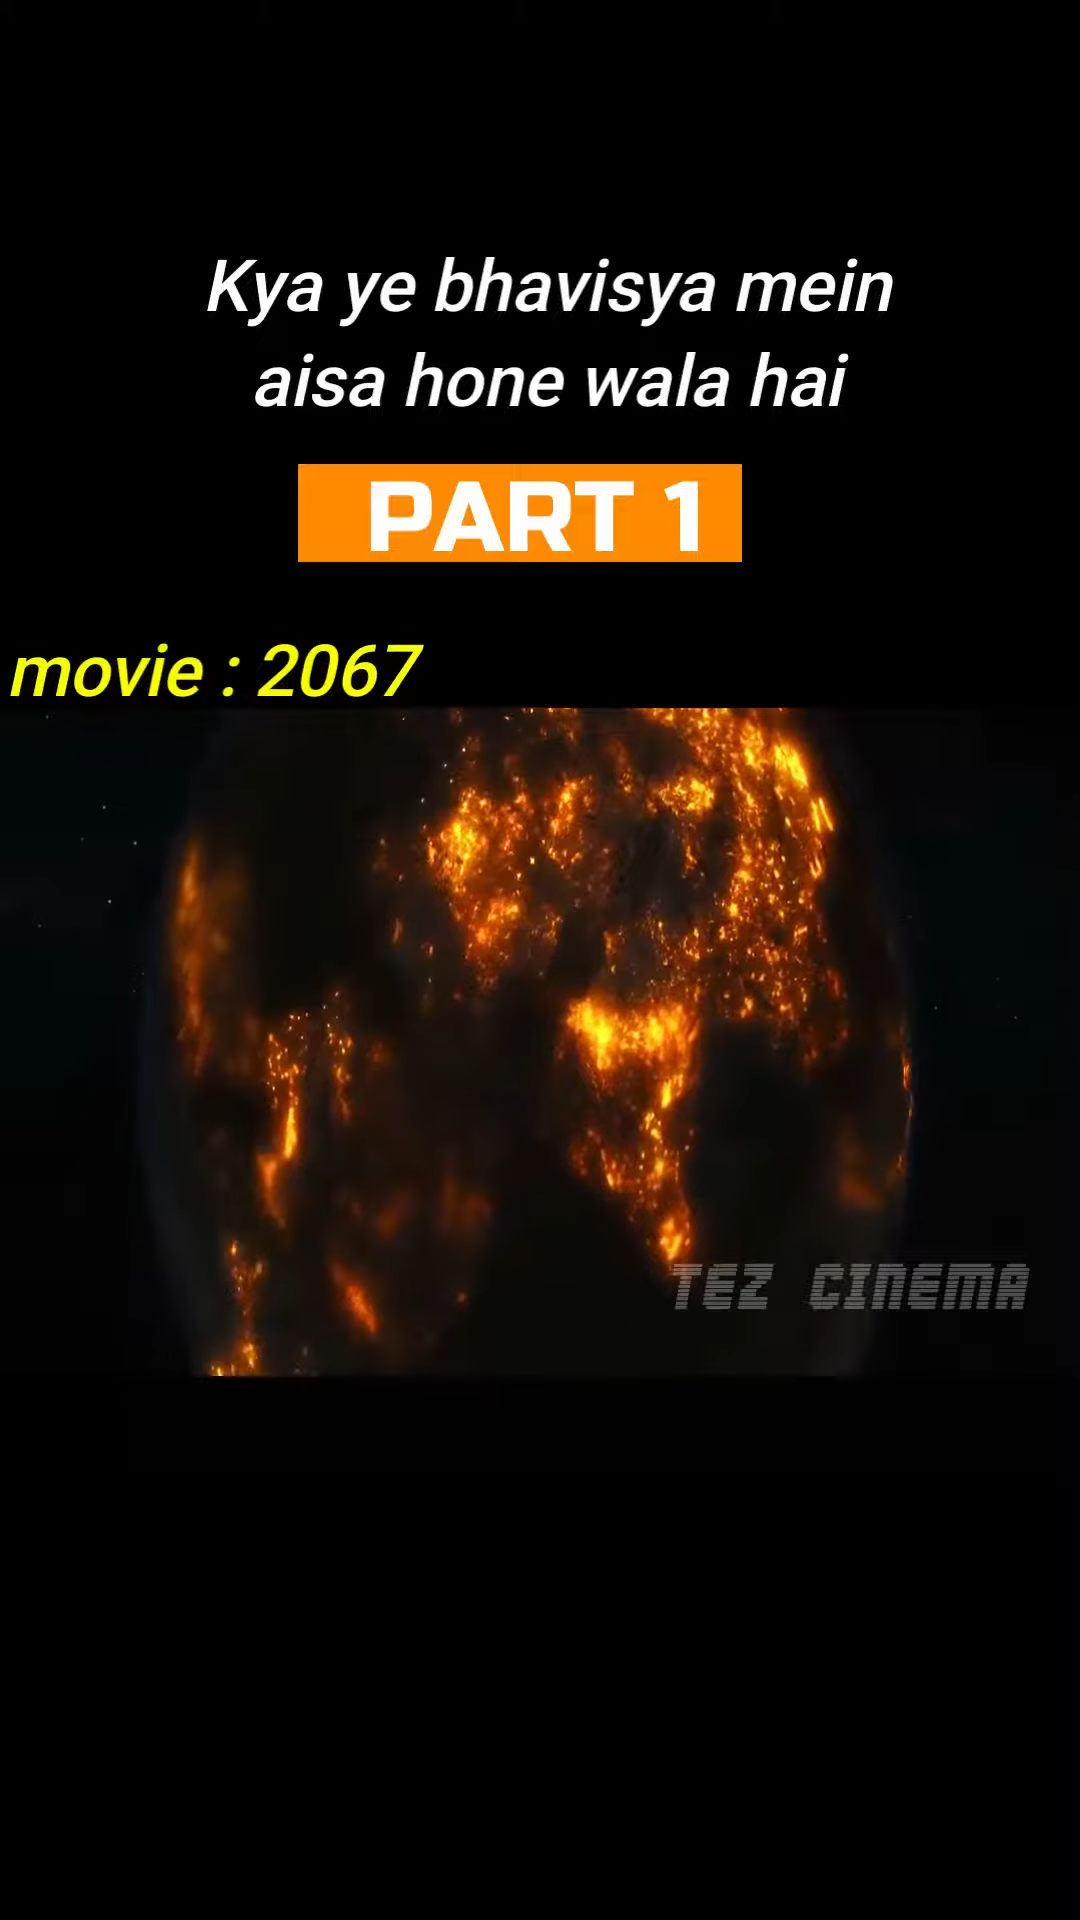 Kya ye bhavisya mein
aisa hone wala hai
PART 1
movie : 2067
TEZ CINEMA